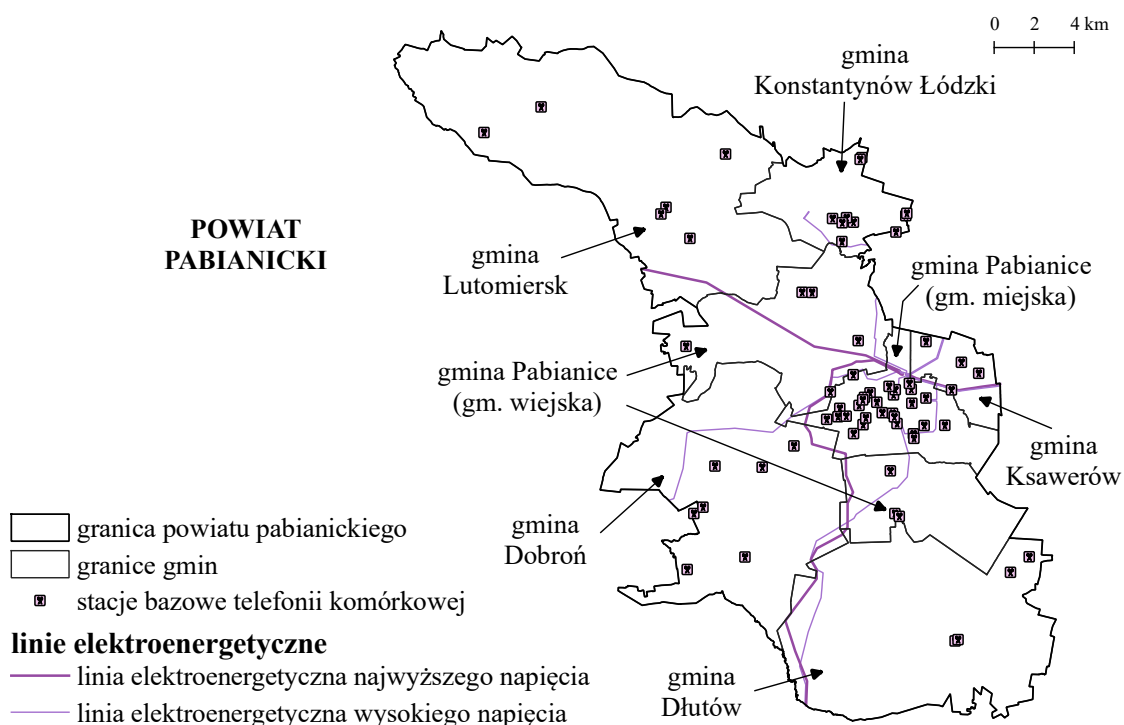 0 2 4 km
gmina
Konstantynów Łódzki
POWIAT
PABIANICKI
gmina
Lutomiersk
gmina Pabianice
(gm. miejska)
gmina Pabianice
(gm. wiejska)
gmina
Ksawerów
gmina
Dobroń
gmina
Dłutów
granica powiatu pabianickiego
granice gmin
stacje bazowe telefonii komórkowej
linie elektroenergetyczne
linia elektroenergetyczna najwyższego napięcia
linia elektroenergetyczna wysokiego napięcia